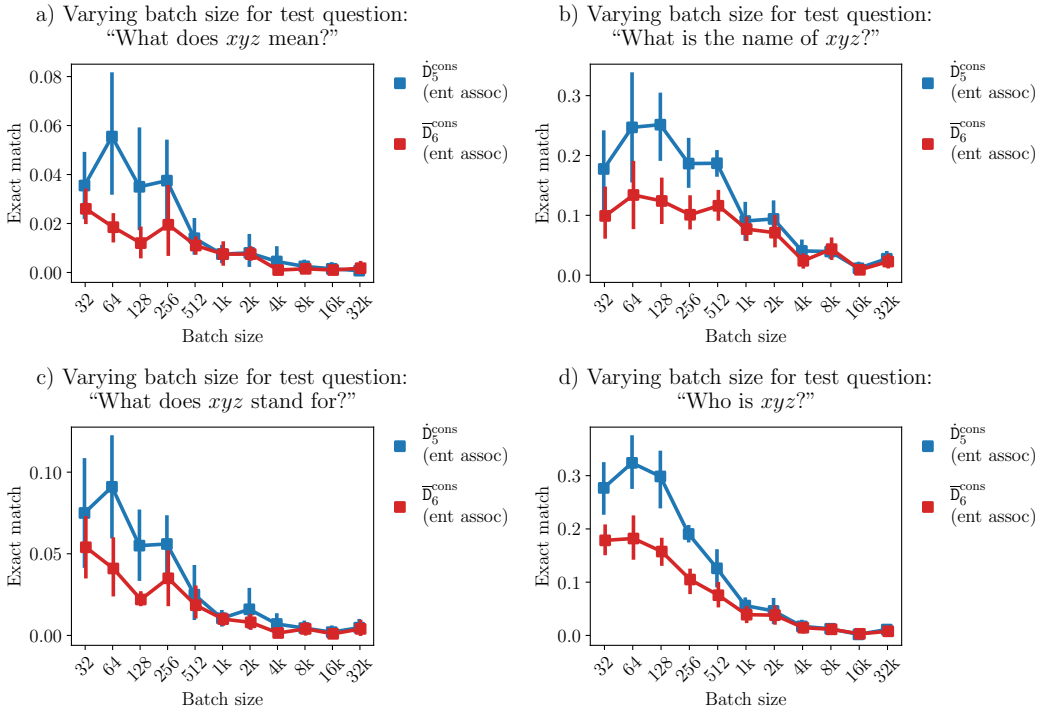 a) Varying batch size for test question:
“What does xyz mean?”
0.08
0.06
0.04
0.02
0.00
Exact match
32 64 128 256 512 1k 2k 4k 8k 16k 32k
Batch size
Ḋ₅ᶜᵒⁿˢ
(ent assoc)
D̅₆ᶜᵒⁿˢ
(ent assoc)
b) Varying batch size for test question:
“What is the name of xyz?”
0.3
0.2
0.1
0.0
Exact match
32 64 128 256 512 1k 2k 4k 8k 16k 32k
Batch size
Ḋ₅ᶜᵒⁿˢ
(ent assoc)
D̅₆ᶜᵒⁿˢ
(ent assoc)
c) Varying batch size for test question:
“What does xyz stand for?”
0.10
0.05
0.00
Exact match
32 64 128 256 512 1k 2k 4k 8k 16k 32k
Batch size
Ḋ₅ᶜᵒⁿˢ
(ent assoc)
D̅₆ᶜᵒⁿˢ
(ent assoc)
d) Varying batch size for test question:
“Who is xyz?”
0.3
0.2
0.1
0.0
Exact match
32 64 128 256 512 1k 2k 4k 8k 16k 32k
Batch size
Ḋ₅ᶜᵒⁿˢ
(ent assoc)
D̅₆ᶜᵒⁿˢ
(ent assoc)